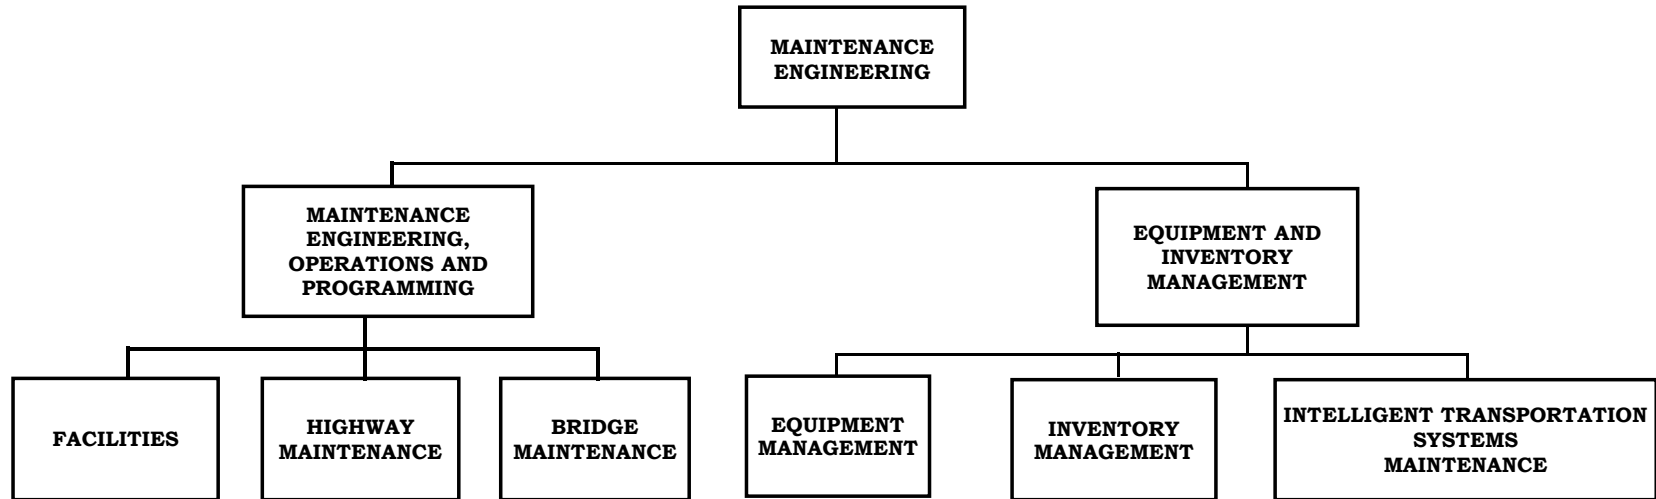 MAINTENANCE
ENGINEERING
MAINTENANCE
ENGINEERING,
OPERATIONS AND
PROGRAMMING
EQUIPMENT AND
INVENTORY
MANAGEMENT
FACILITIES
HIGHWAY
MAINTENANCE
BRIDGE
MAINTENANCE
EQUIPMENT
MANAGEMENT
INVENTORY
MANAGEMENT
INTELLIGENT TRANSPORTATION
SYSTEMS
MAINTENANCE